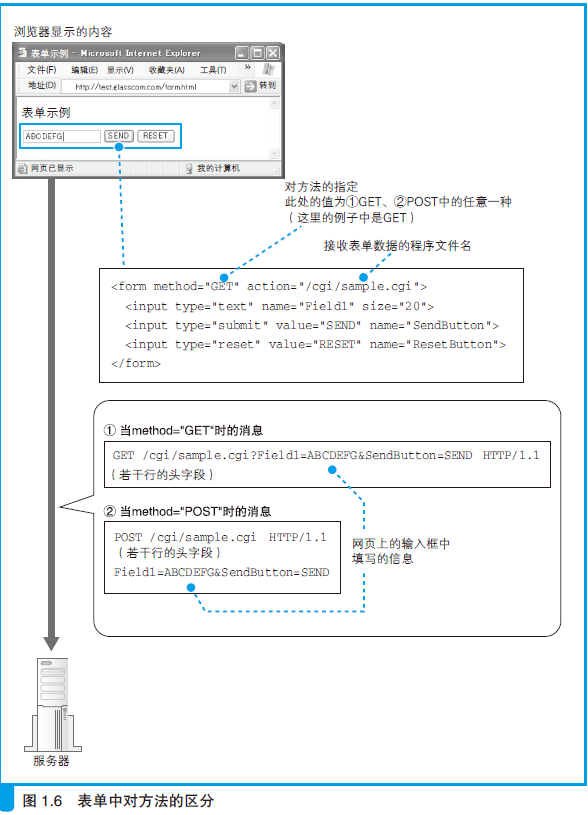 浏览器显示的内容
表单示例 - Microsoft Internet Explorer
文件(F) 编辑(E) 显示(V) 收藏夹(A) 工具(T) »
地址(D) http://test.glasscom.com/form.html 转到
表单示例
ABCDEFG SEND RESET
网页已显示 我的计算机
对方法的指定
此处的值为①GET、②POST中的任意一种
（这里的例子中是GET）
接收表单数据的程序文件名
<form method="GET" action="/cgi/sample.cgi">
<input type="text" name="Field1" size="20">
<input type="submit" value="SEND" name="SendButton">
<input type="reset" value="RESET" name="ResetButton">
</form>
① 当method="GET"时的消息
GET /cgi/sample.cgi?Field1=ABCDEFG&SendButton=SEND HTTP/1.1
（若干行的头字段）
② 当method="POST"时的消息
POST /cgi/sample.cgi HTTP/1.1
（若干行的头字段）
Field1=ABCDEFG&SendButton=SEND
网页上的输入框中
填写的信息
服务器
图 1.6 表单中对方法的区分